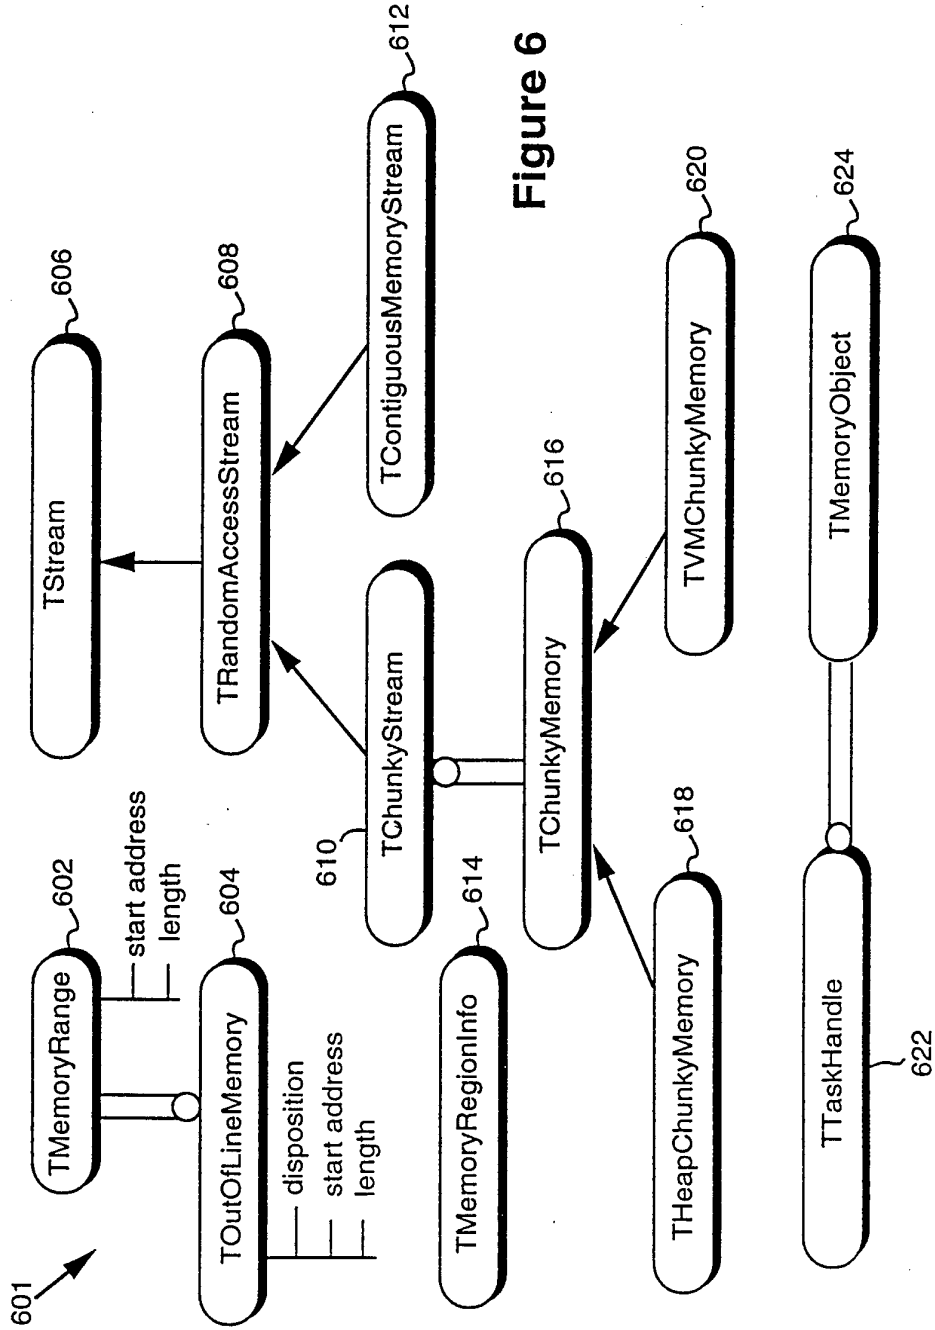 601
TMemoryRange
602
start address
length
TOutOfLineMemory
604
disposition
start address
length
TStream
606
TRandomAccessStream
608
TChunkyStream
610
TContiguousMemoryStream
612
TMemoryRegionInfo
614
TChunkyMemory
616
THeapChunkyMemory
618
TVMChunkyMemory
620
TTaskHandle
622
TMemoryObject
624
Figure 6